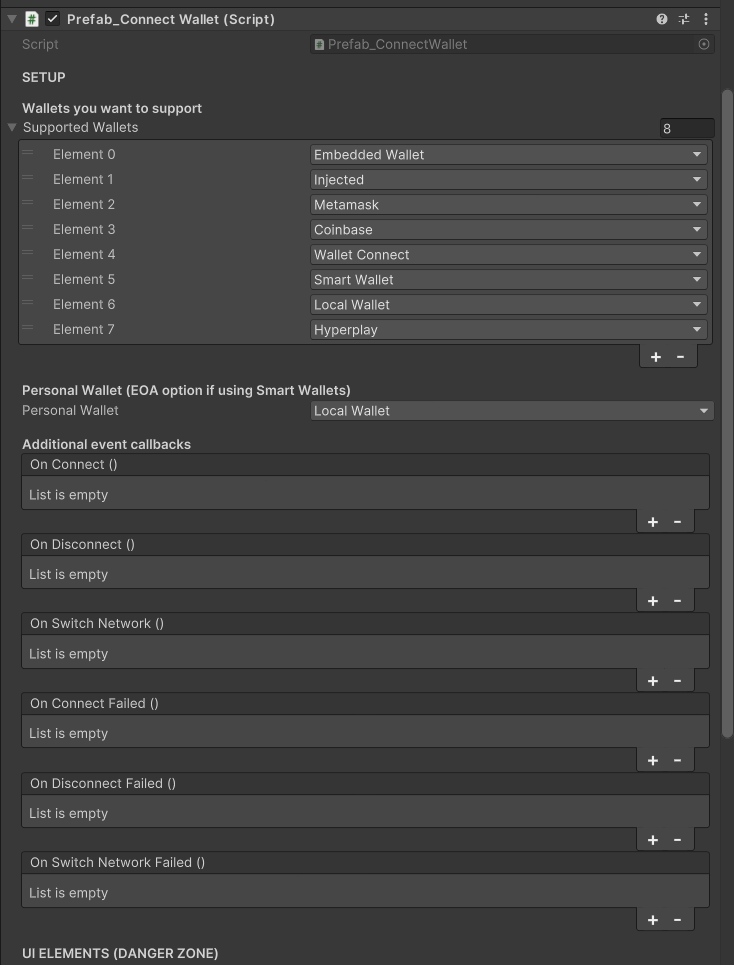 Prefab_Connect Wallet (Script)
Script Prefab_ConnectWallet
SETUP
Wallets you want to support
Supported Wallets 8
Element 0 Embedded Wallet
Element 1 Injected
Element 2 Metamask
Element 3 Coinbase
Element 4 Wallet Connect
Element 5 Smart Wallet
Element 6 Local Wallet
Element 7 Hyperplay
+ -
Personal Wallet (EOA option if using Smart Wallets)
Personal Wallet Local Wallet
Additional event callbacks
On Connect ()
List is empty
+ -
On Disconnect ()
List is empty
+ -
On Switch Network ()
List is empty
+ -
On Connect Failed ()
List is empty
+ -
On Disconnect Failed ()
List is empty
+ -
On Switch Network Failed ()
List is empty
+ -
UI ELEMENTS (DANGER ZONE)